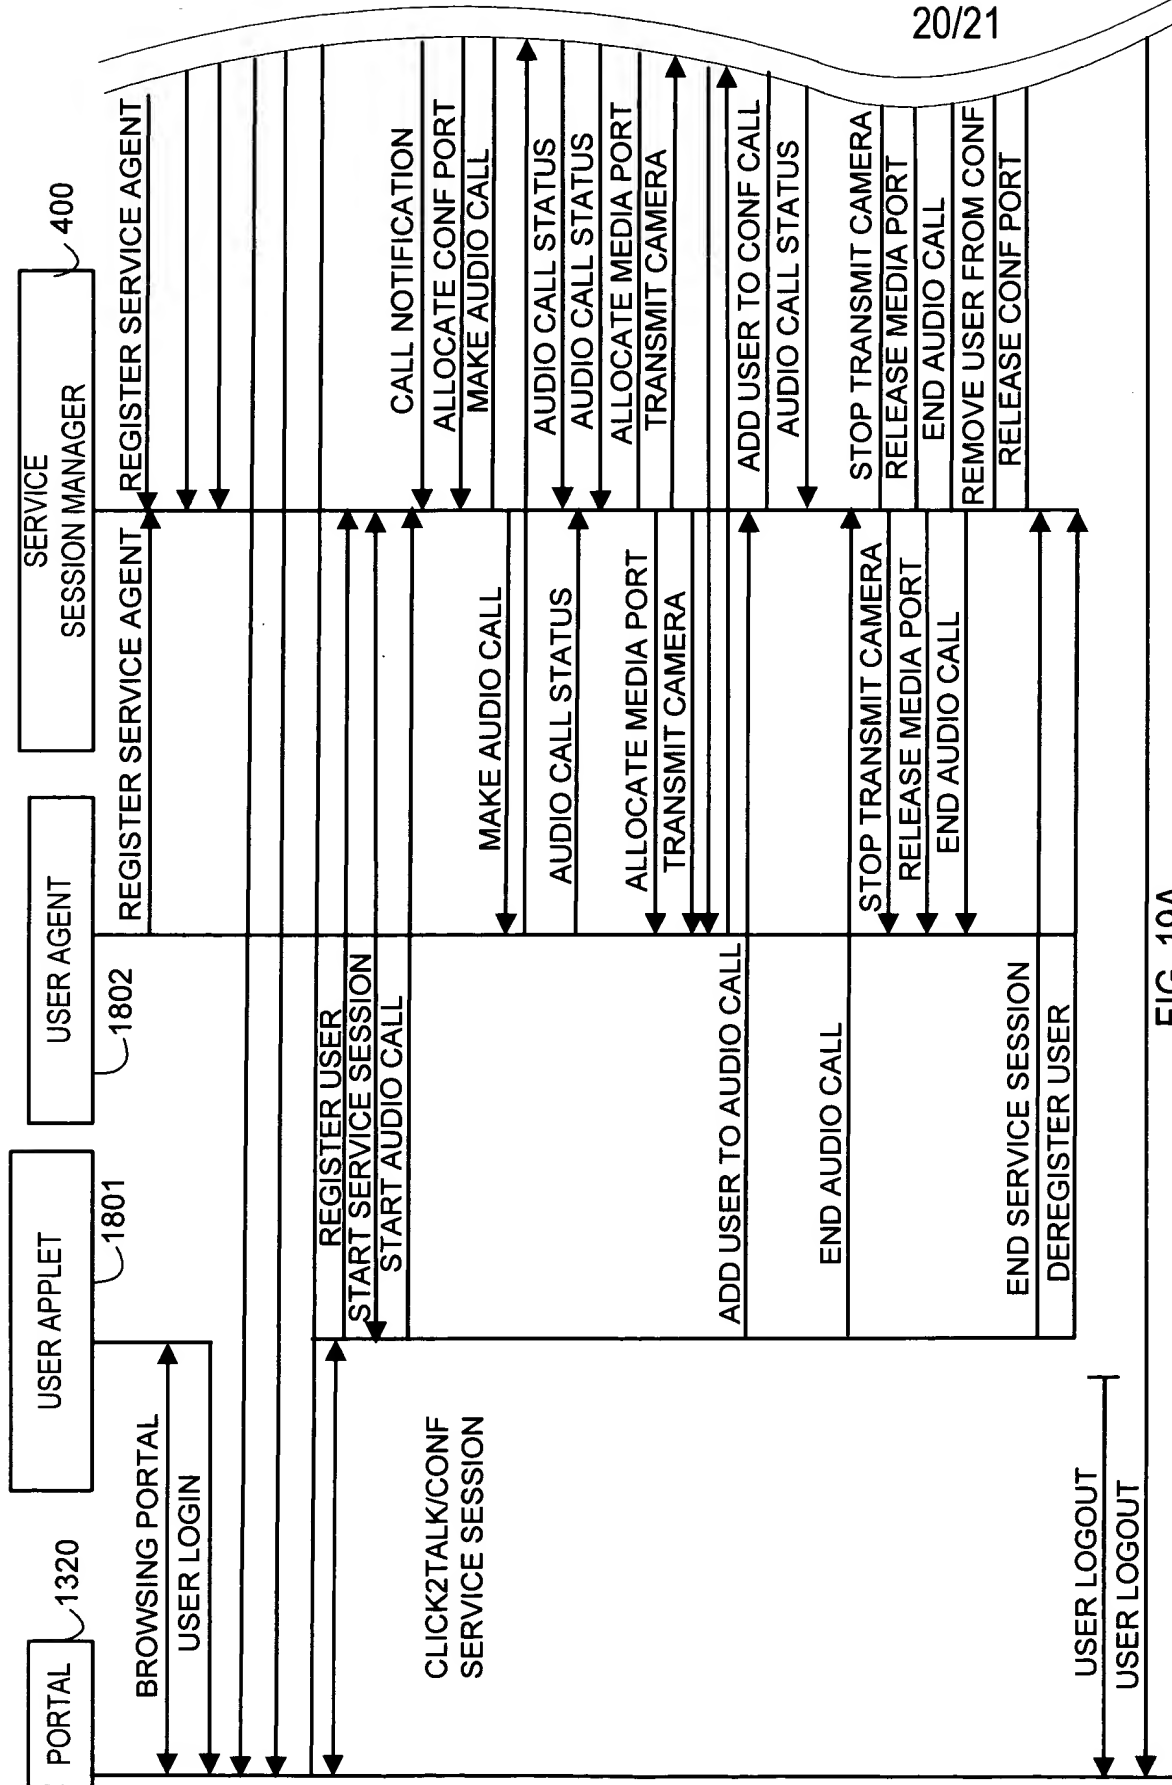 20/21
PORTAL
1320
USER APPLET
1801
USER AGENT
1802
SERVICE
SESSION MANAGER
400
BROWSING PORTAL
USER LOGIN
CLICK2TALK/CONF
SERVICE SESSION
USER LOGOUT
USER LOGOUT
REGISTER USER
START SERVICE SESSION
START AUDIO CALL
ADD USER TO AUDIO CALL
END AUDIO CALL
END SERVICE SESSION
DEREGISTER USER
REGISTER SERVICE AGENT
MAKE AUDIO CALL
AUDIO CALL STATUS
ALLOCATE MEDIA PORT
TRANSMIT CAMERA
STOP TRANSMIT CAMERA
RELEASE MEDIA PORT
END AUDIO CALL
REGISTER SERVICE AGENT
CALL NOTIFICATION
ALLOCATE CONF PORT
MAKE AUDIO CALL
AUDIO CALL STATUS
AUDIO CALL STATUS
ALLOCATE MEDIA PORT
TRANSMIT CAMERA
ADD USER TO CONF CALL
AUDIO CALL STATUS
STOP TRANSMIT CAMERA
RELEASE MEDIA PORT
END AUDIO CALL
REMOVE USER FROM CONF
RELEASE CONF PORT
FIG. 19A